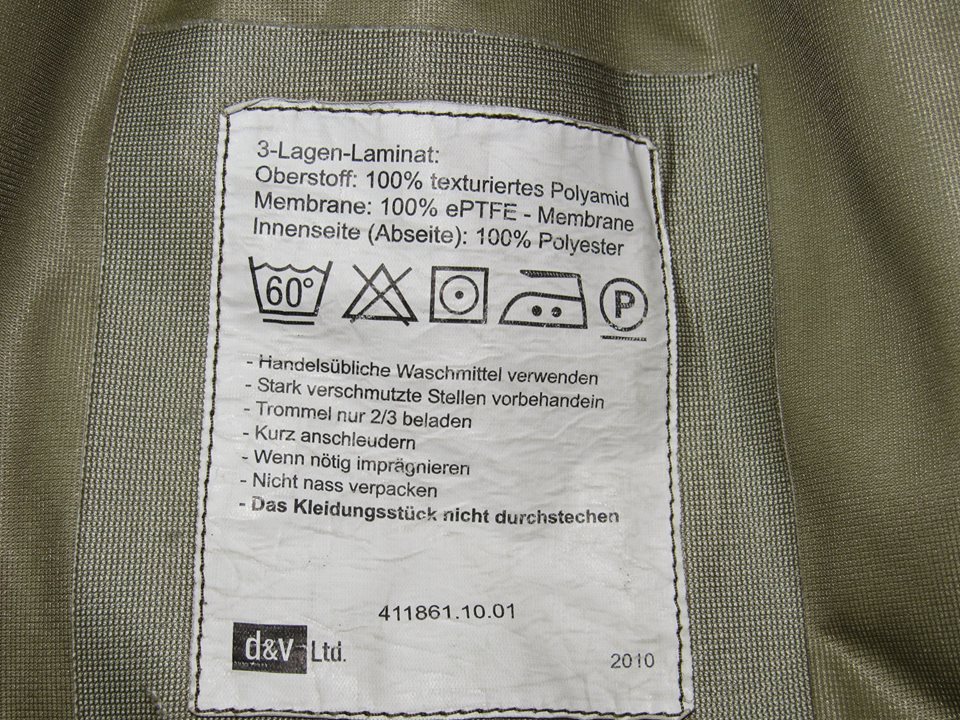 3-Lagen-Laminat:
Oberstoff: 100% texturiertes Polyamid
Membrane: 100% ePTFE - Membrane
Innenseite (Abseite): 100% Polyester
60° P
- Handelsübliche Waschmittel verwenden
- Stark verschmutzte Stellen vorbehandeln
- Trommel nur 2/3 beladen
- Kurz anschleudern
- Wenn nötig imprägnieren
- Nicht nass verpacken
- Das Kleidungsstück nicht durchstechen
411861.10.01
d&v Ltd.
2010